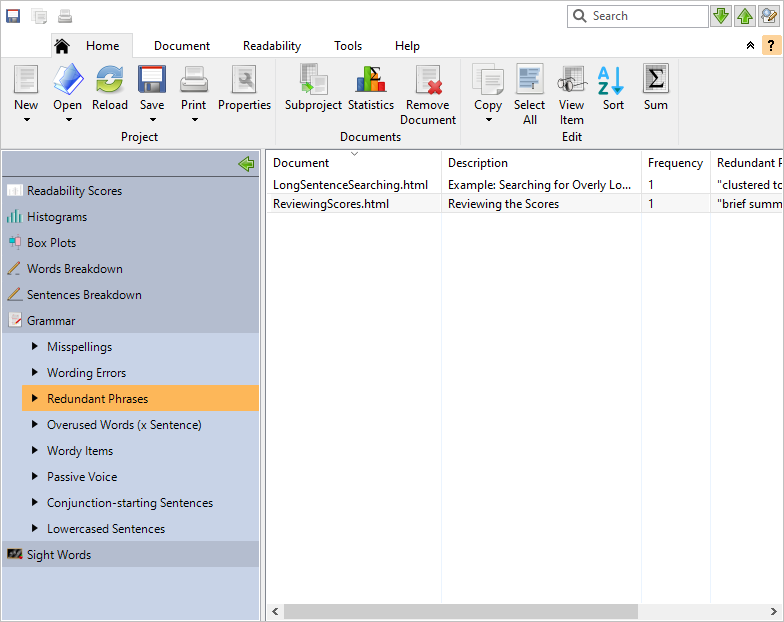 Search
?
Home Document Readability Tools Help
New Open Reload Save Print Properties Subproject Statistics Remove Document Copy Select All View Item Sort Sum
Project Documents Edit
Document Description Frequency Redundant P
LongSentenceSearching.html Example: Searching for Overly Lo... 1 "clustered to
ReviewingScores.html Reviewing the Scores 1 "brief summ
Readability Scores
Histograms
Box Plots
Words Breakdown
Sentences Breakdown
Grammar
Misspellings
Wording Errors
Redundant Phrases
Overused Words (x Sentence)
Wordy Items
Passive Voice
Conjunction-starting Sentences
Lowercased Sentences
Sight Words